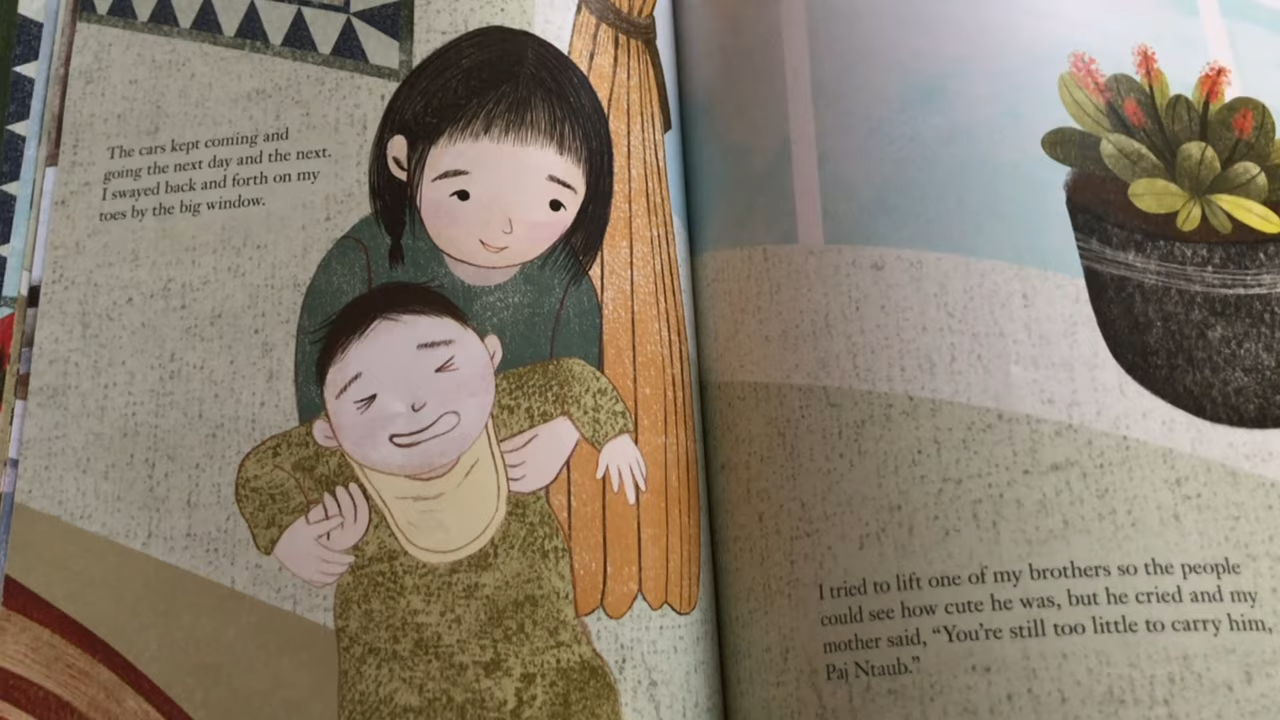 The cars kept coming and
going the next day and the next.
I swayed back and forth on my
toes by the big window.
I tried to lift one of my brothers so the people
could see how cute he was, but he cried and my
mother said, “You’re still too little to carry him,
Paj Ntaub.”